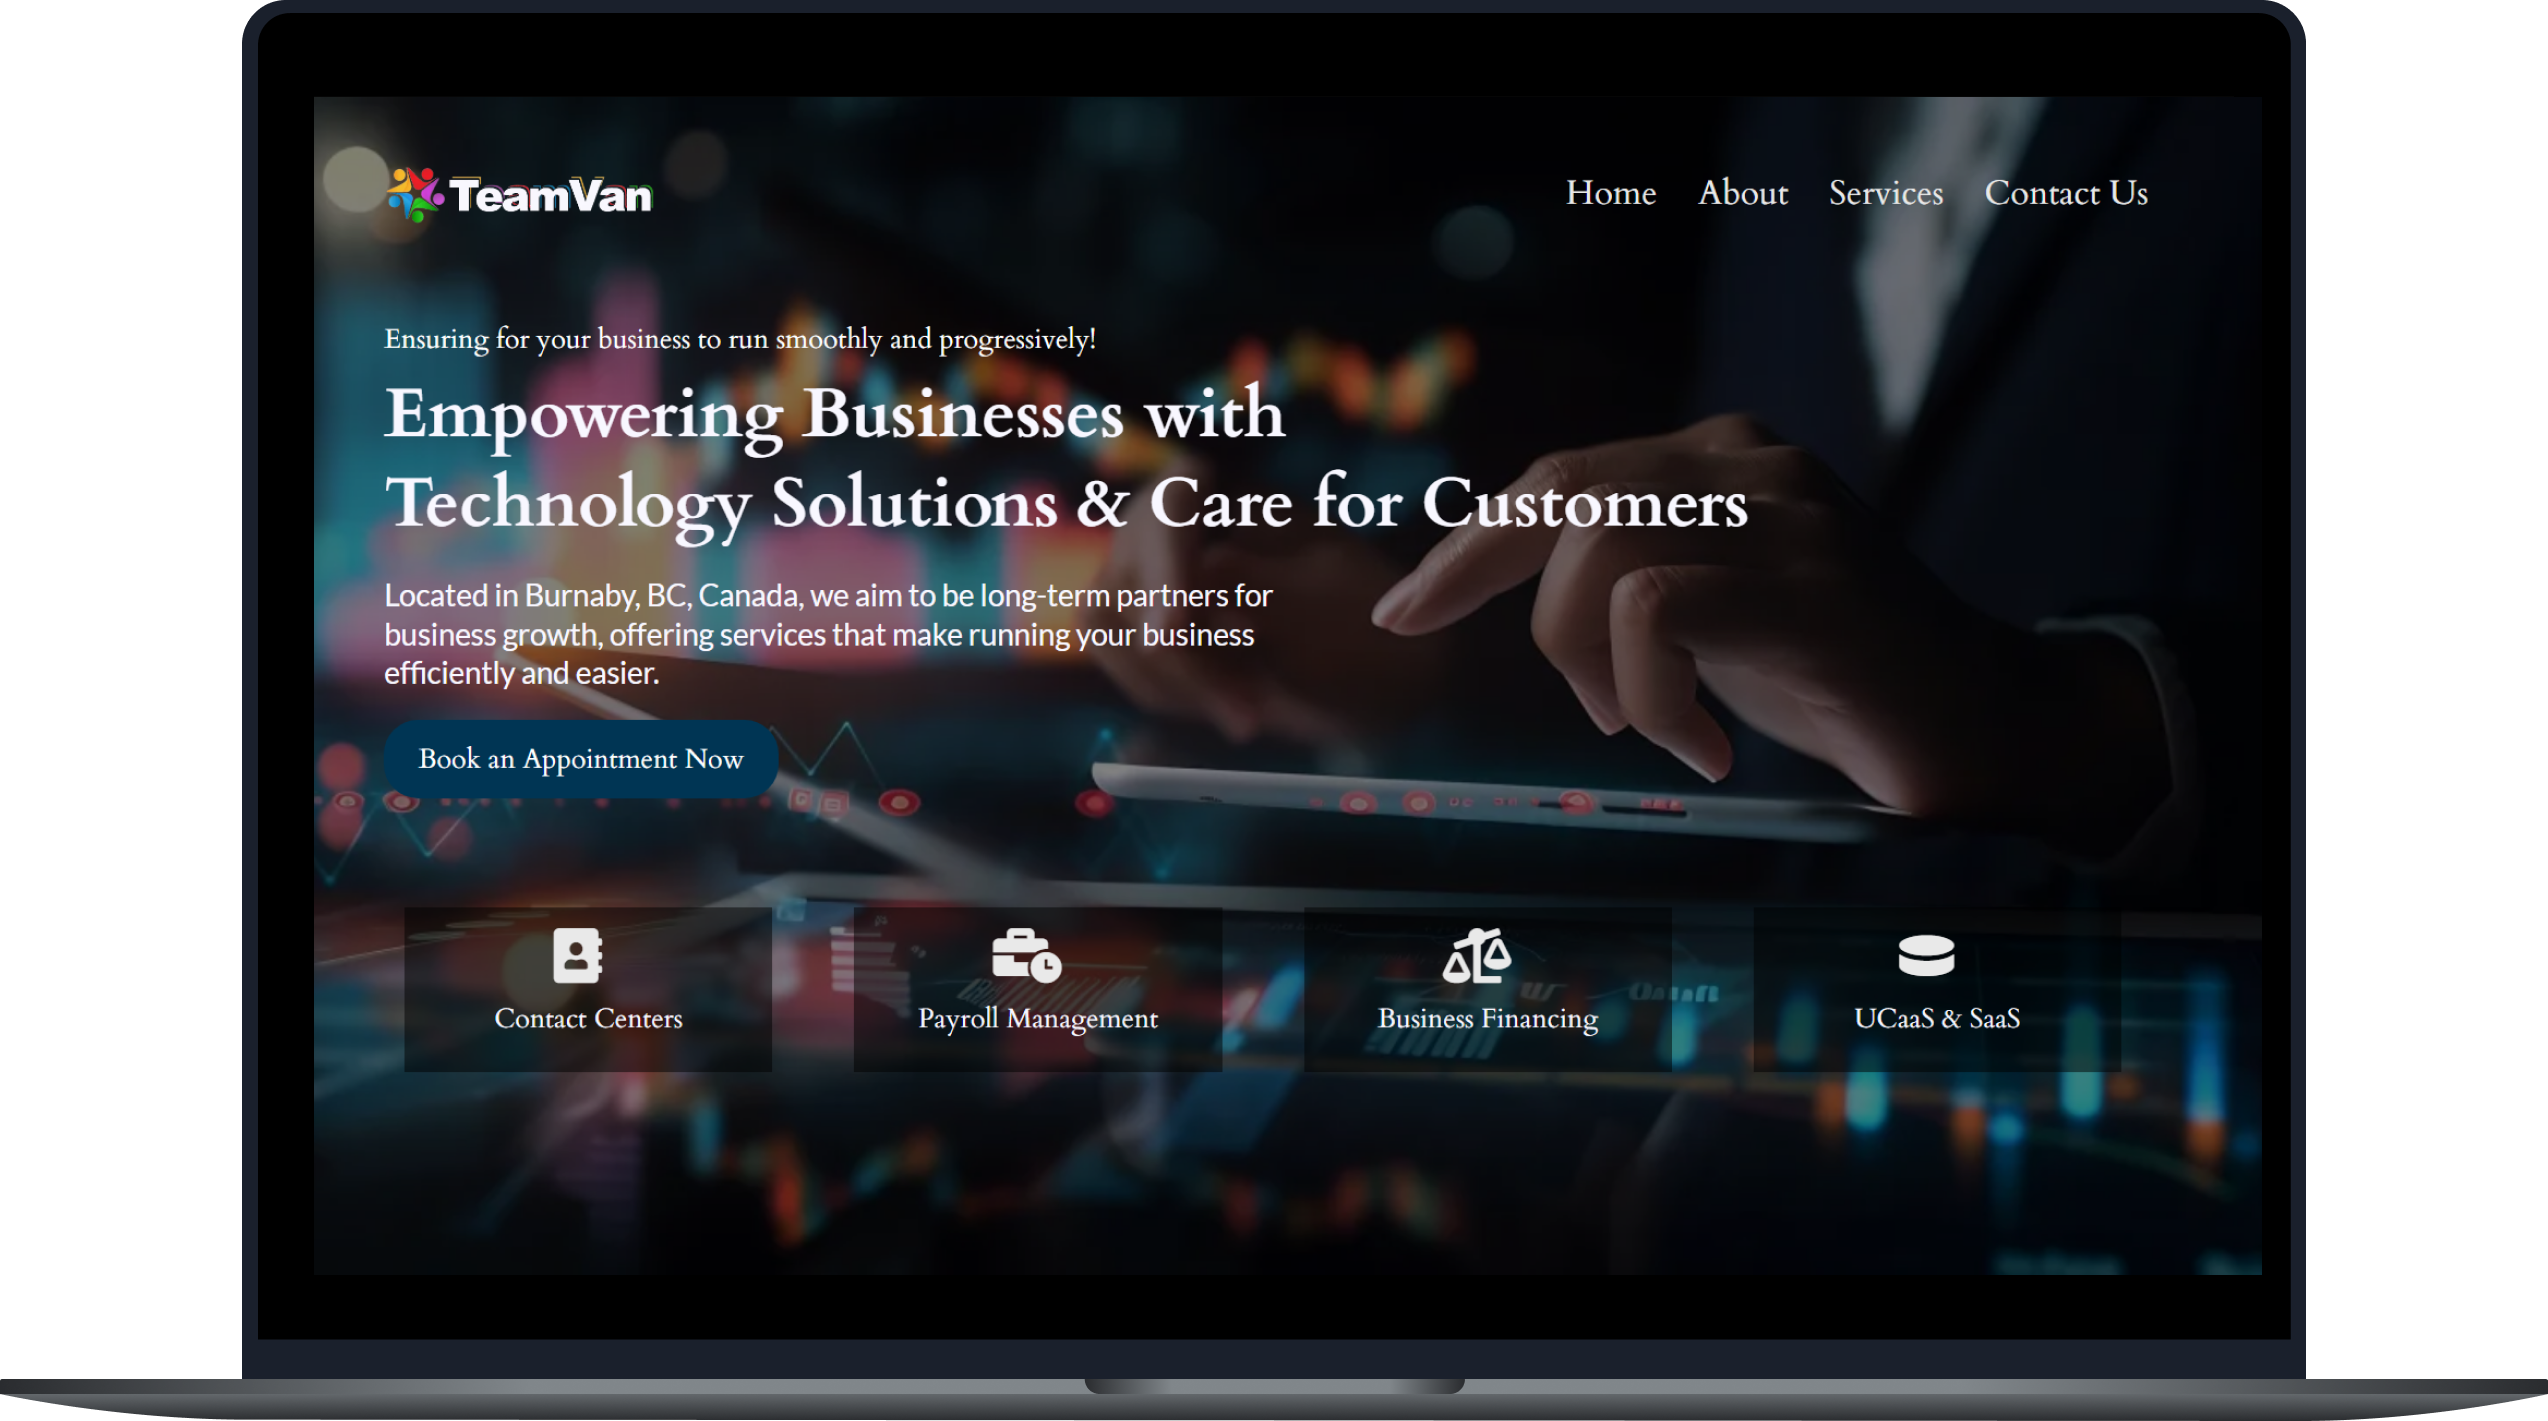 TeamVan
Home About Services Contact Us
Ensuring for your business to run smoothly and progressively!
Empowering Businesses with
Technology Solutions & Care for Customers
Located in Burnaby, BC, Canada, we aim to be long-term partners for
business growth, offering services that make running your business
efficiently and easier.
Book an Appointment Now
Contact Centers
Payroll Management
Business Financing
UCaaS & SaaS